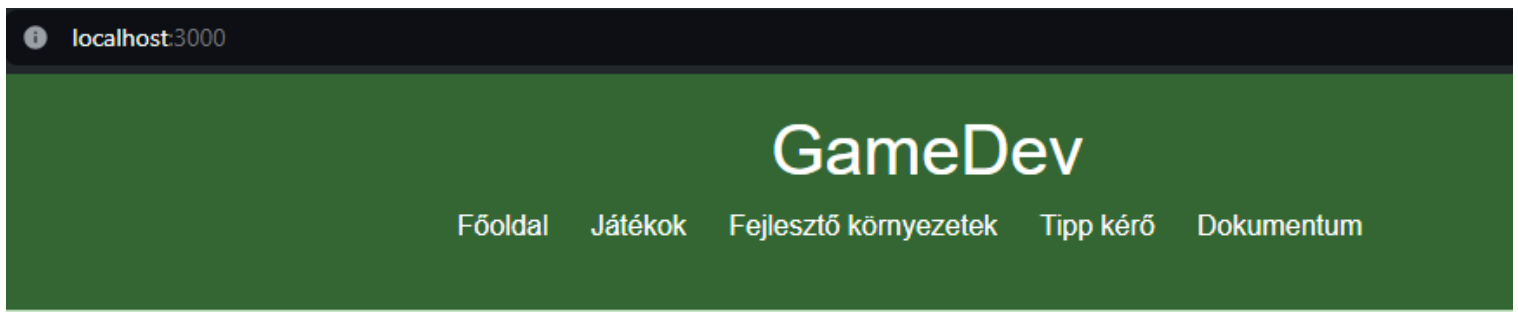 localhost:3000
GameDev
Főoldal Játékok Fejlesztő környezetek Tipp kérő Dokumentum